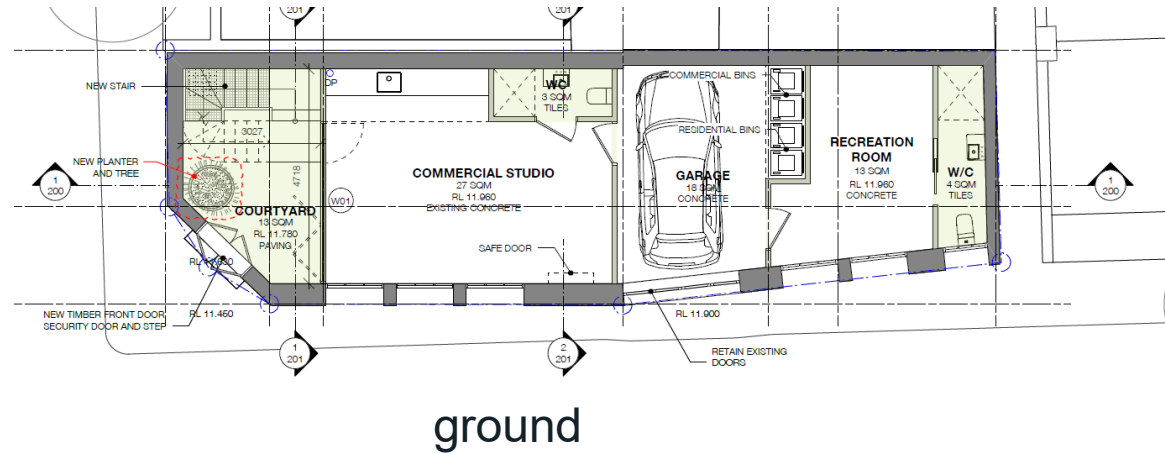 201
201
NEW STAIR
DP
WC
3 SQM
TILES
COMMERCIAL BINS
3027
RESIDENTIAL BINS
NEW PLANTER
AND TREE
RECREATION
ROOM
13 SQM
RL 11.960
CONCRETE
1
200
4718
COMMERCIAL STUDIO
27 SQM
RL 11.960
EXISTING CONCRETE
GARAGE
18 SQM
CONCRETE
W/C
4 SQM
TILES
1
200
W01
COURTYARD
13 SQM
RL 11.780
PAVING
SAFE DOOR
NEW TIMBER FRONT DOOR,
SECURITY DOOR AND STEP
RL 11.450
RL 11.900
1
201
2
201
RETAIN EXISTING
DOORS
ground